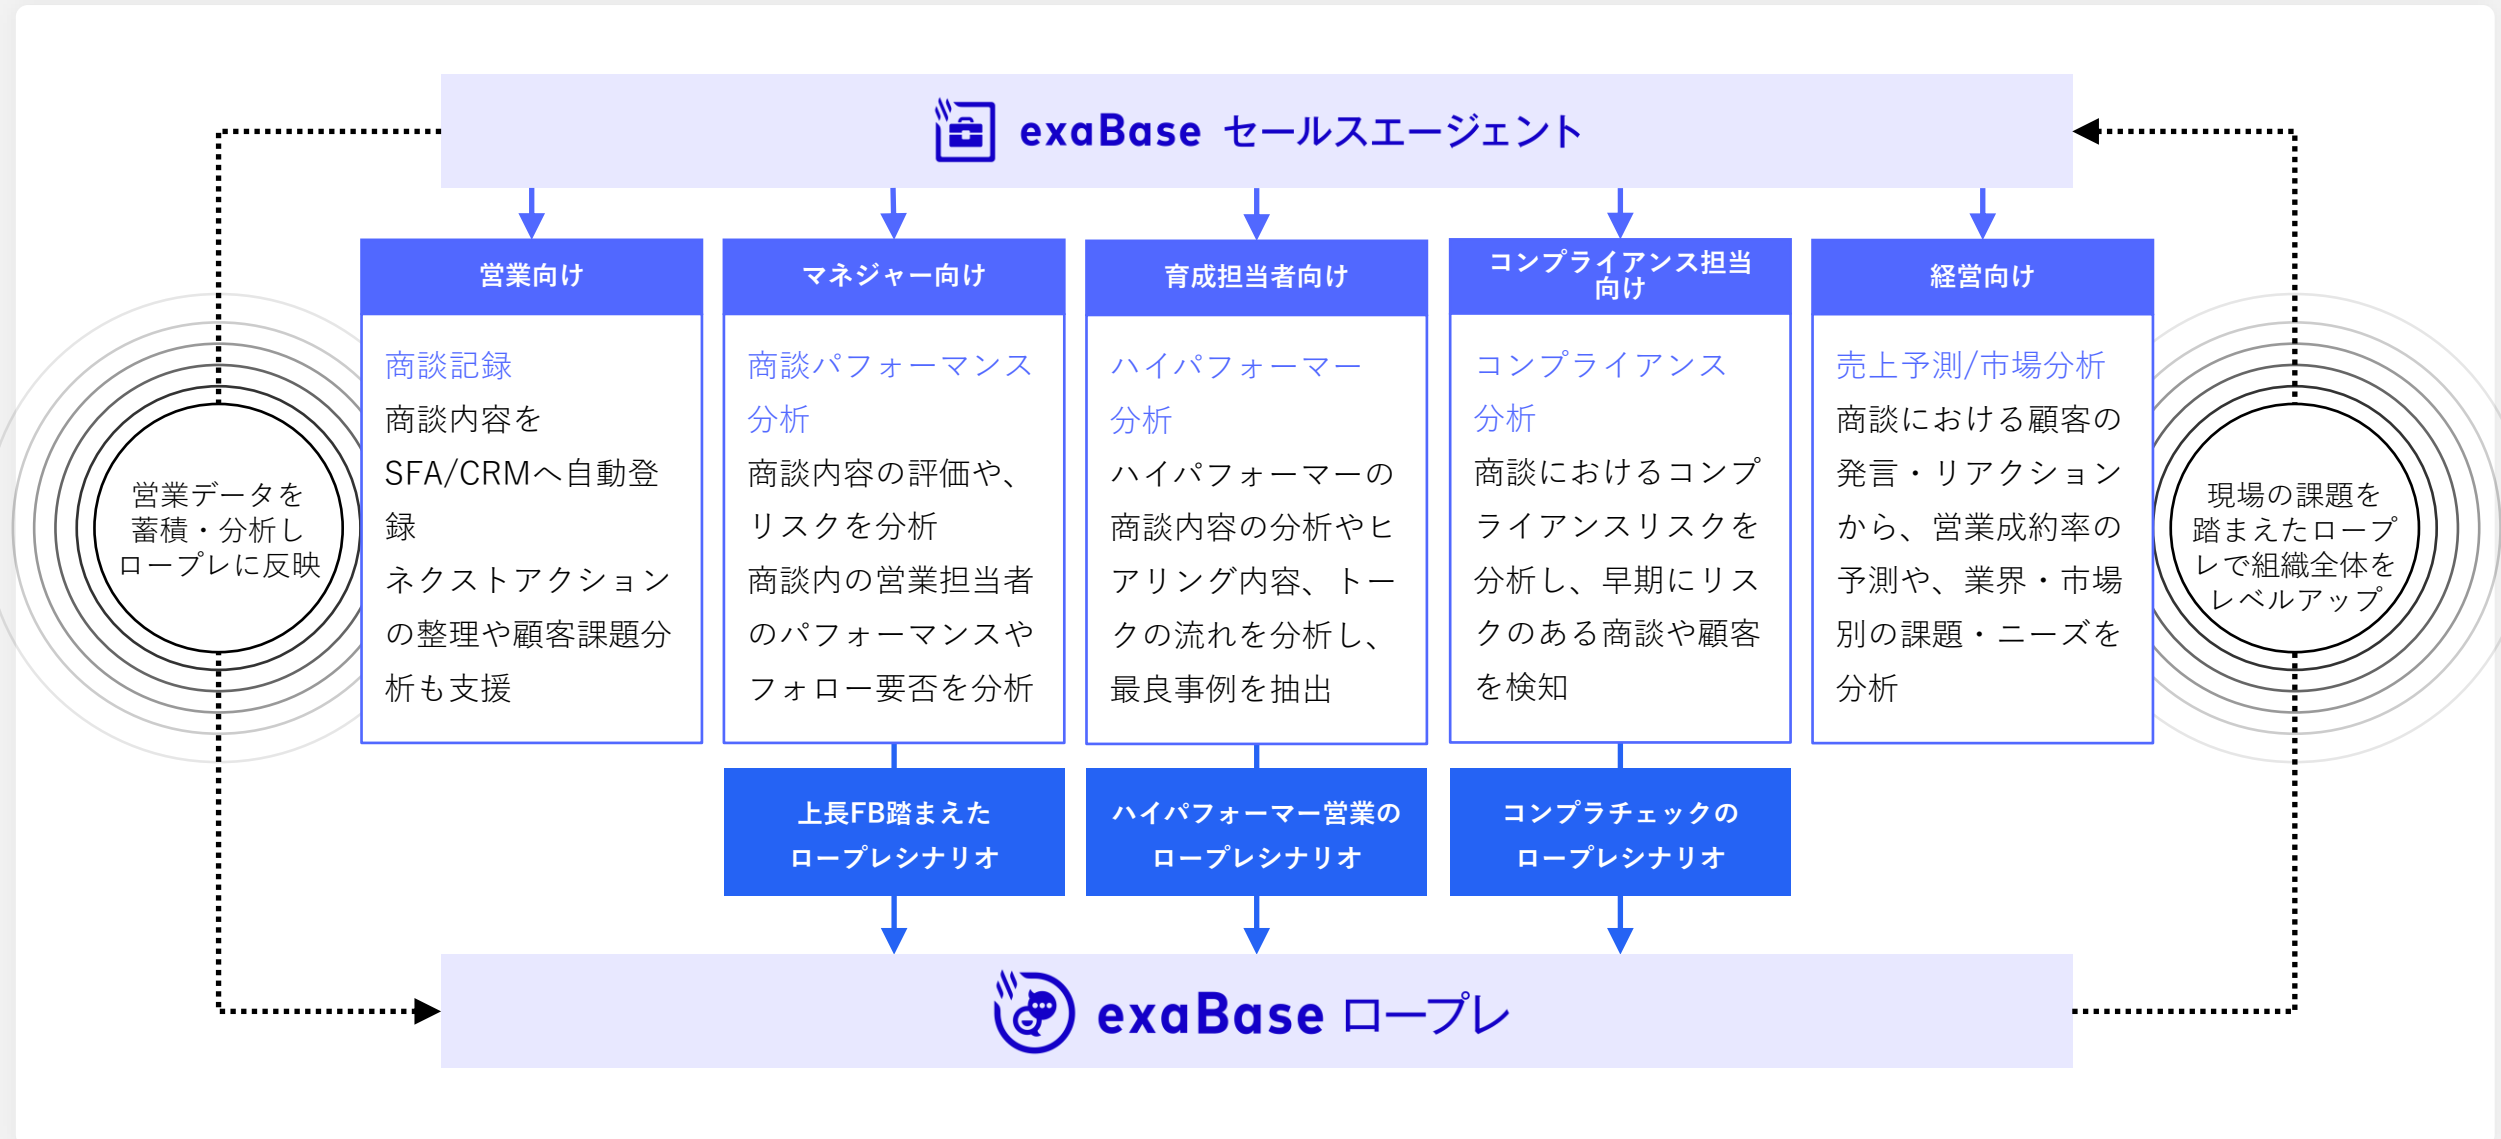 exaBase セールスエージェント
営業向け
商談記録
商談内容を
SFA/CRMへ自動登
録
ネクストアクション
の整理や顧客課題分
析も支援
マネジャー向け
商談パフォーマンス
分析
商談内容の評価や、
リスクを分析
商談内の営業担当者
のパフォーマンスや
フォロー要否を分析
育成担当者向け
ハイパフォーマー
分析
ハイパフォーマーの
商談内容の分析やヒ
アリング内容、トー
クの流れを分析し、
最良事例を抽出
コンプライアンス担当
向け
コンプライアンス
分析
商談におけるコンプ
ライアンスリスクを
分析し、早期にリス
クのある商談や顧客
を検知
経営向け
売上予測/市場分析
商談における顧客の
発言・リアクション
から、営業成約率の
予測や、業界・市場
別の課題・ニーズを
分析
営業データを
蓄積・分析し
ロープレに反映
現場の課題を
踏まえたロープ
レで組織全体を
レベルアップ
上長FB踏まえた
ロープレシナリオ
ハイパフォーマー営業の
ロープレシナリオ
コンプラチェックの
ロープレシナリオ
exaBase ロープレ